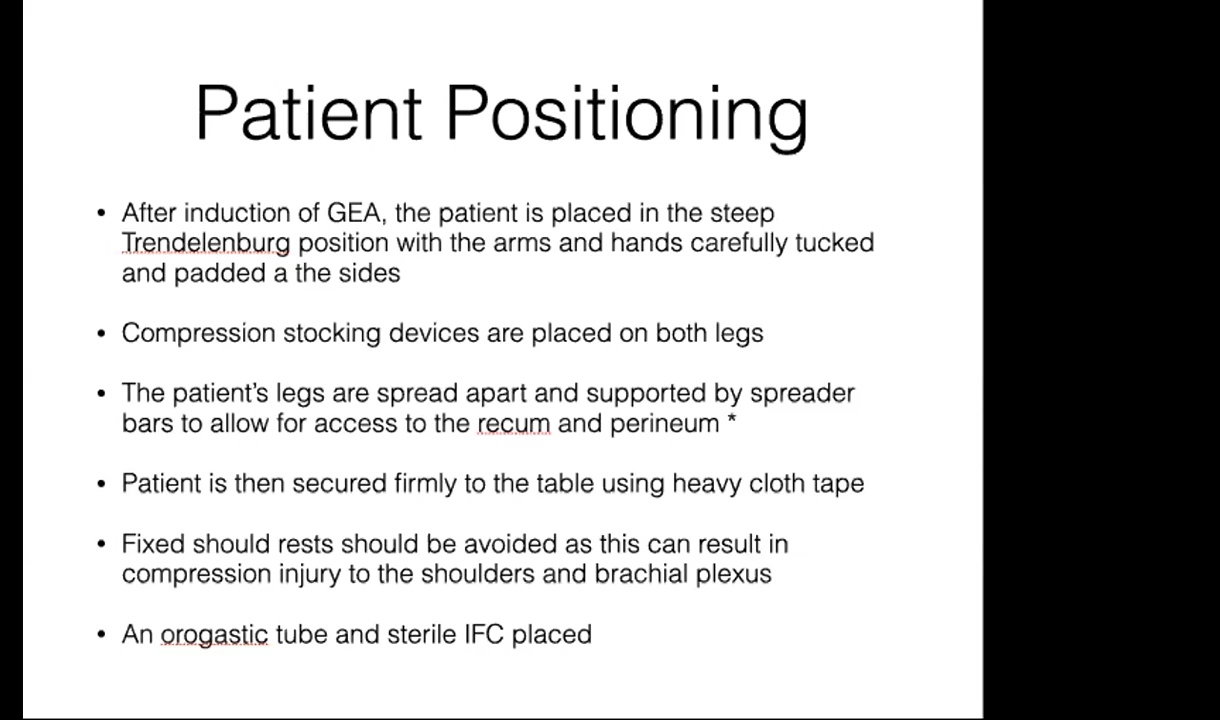 Patient Positioning
• After induction of GEA, the patient is placed in the steep
Trendelenburg position with the arms and hands carefully tucked
and padded a the sides
• Compression stocking devices are placed on both legs
• The patient’s legs are spread apart and supported by spreader
bars to allow for access to the recum and perineum *
• Patient is then secured firmly to the table using heavy cloth tape
• Fixed should rests should be avoided as this can result in
compression injury to the shoulders and brachial plexus
• An orogastic tube and sterile IFC placed